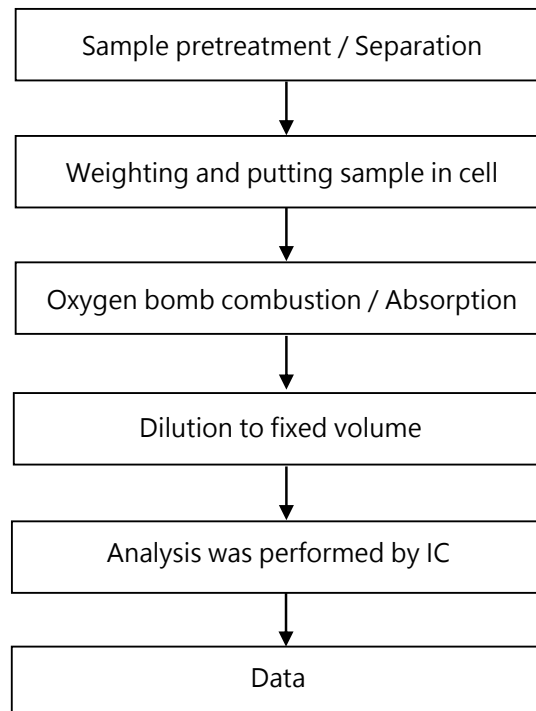 Sample pretreatment / Separation
Weighting and putting sample in cell
Oxygen bomb combustion / Absorption
Dilution to fixed volume
Analysis was performed by IC
Data